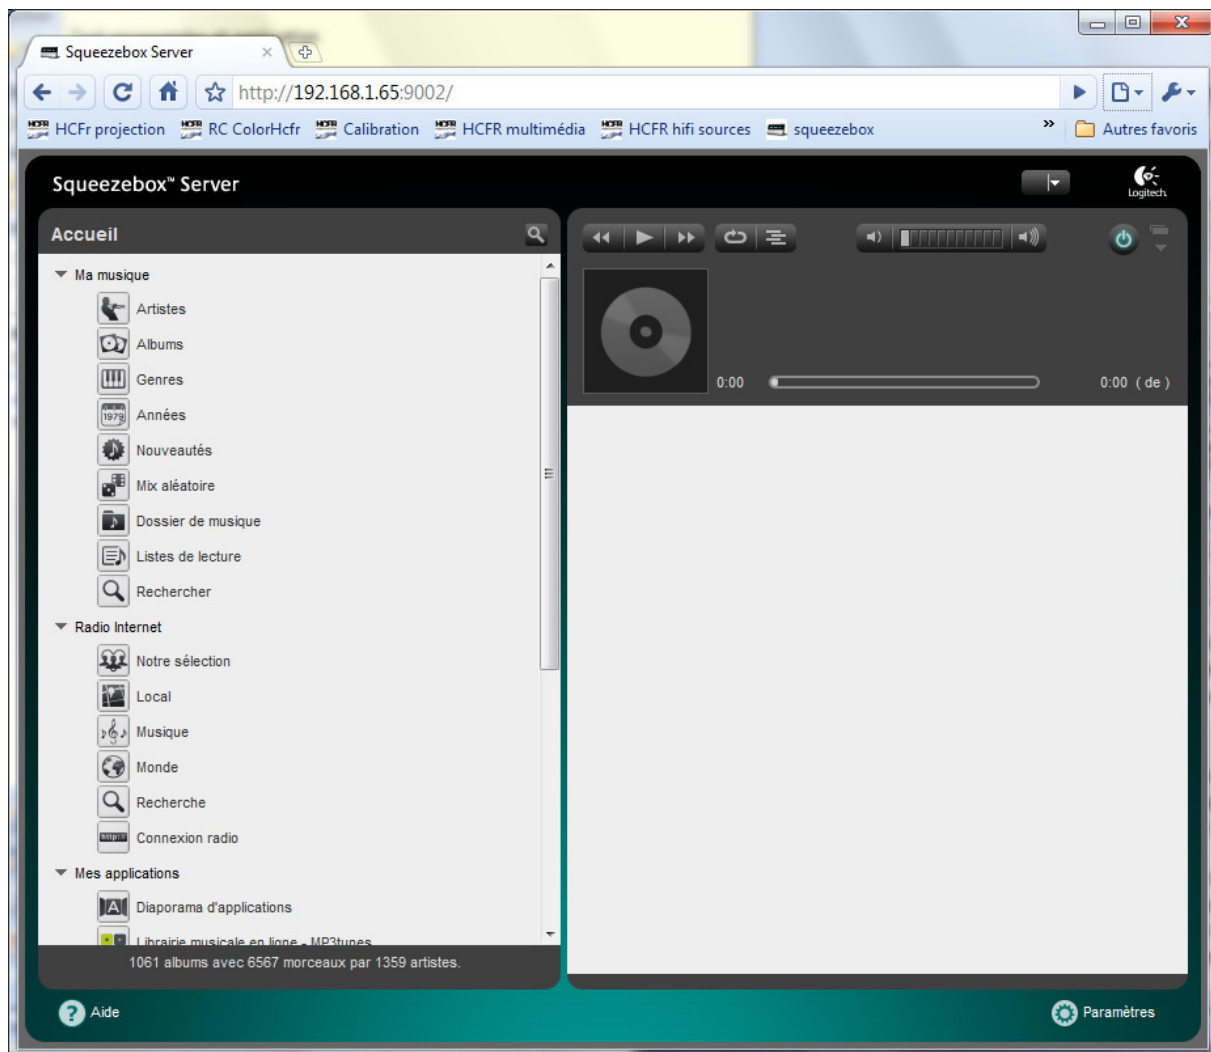 Squeezebox Server
http://192.168.1.65:9002/
HCFr projection RC ColorHcfr Calibration HCFR multimédia HCFR hifi sources squeezebox » Autres favoris
Squeezebox™ Server
Logitech
Accueil
Ma musique
Artistes
Albums
Genres
1979 Années
Nouveautés
Mix aléatoire
Dossier de musique
Listes de lecture
Rechercher
Radio Internet
Notre sélection
Local
Musique
Monde
Recherche
Connexion radio
Mes applications
Diaporama d'applications
Librairie musicale en ligne - MP3tunes
1061 albums avec 6567 morceaux par 1359 artistes.
0:00
0:00 ( de )
Aide
Paramètres